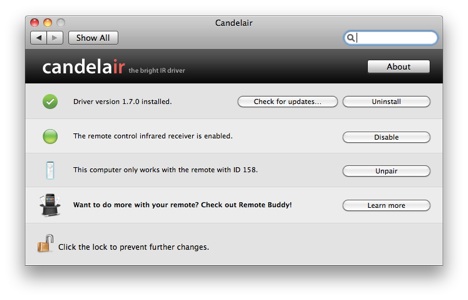 Candelair
Show All
candelair the bright IR driver
About
Driver version 1.7.0 installed.
Check for updates...
Uninstall
The remote control infrared receiver is enabled.
Disable
This computer only works with the remote with ID 158.
Unpair
Want to do more with your remote? Check out Remote Buddy!
Learn more
Click the lock to prevent further changes.